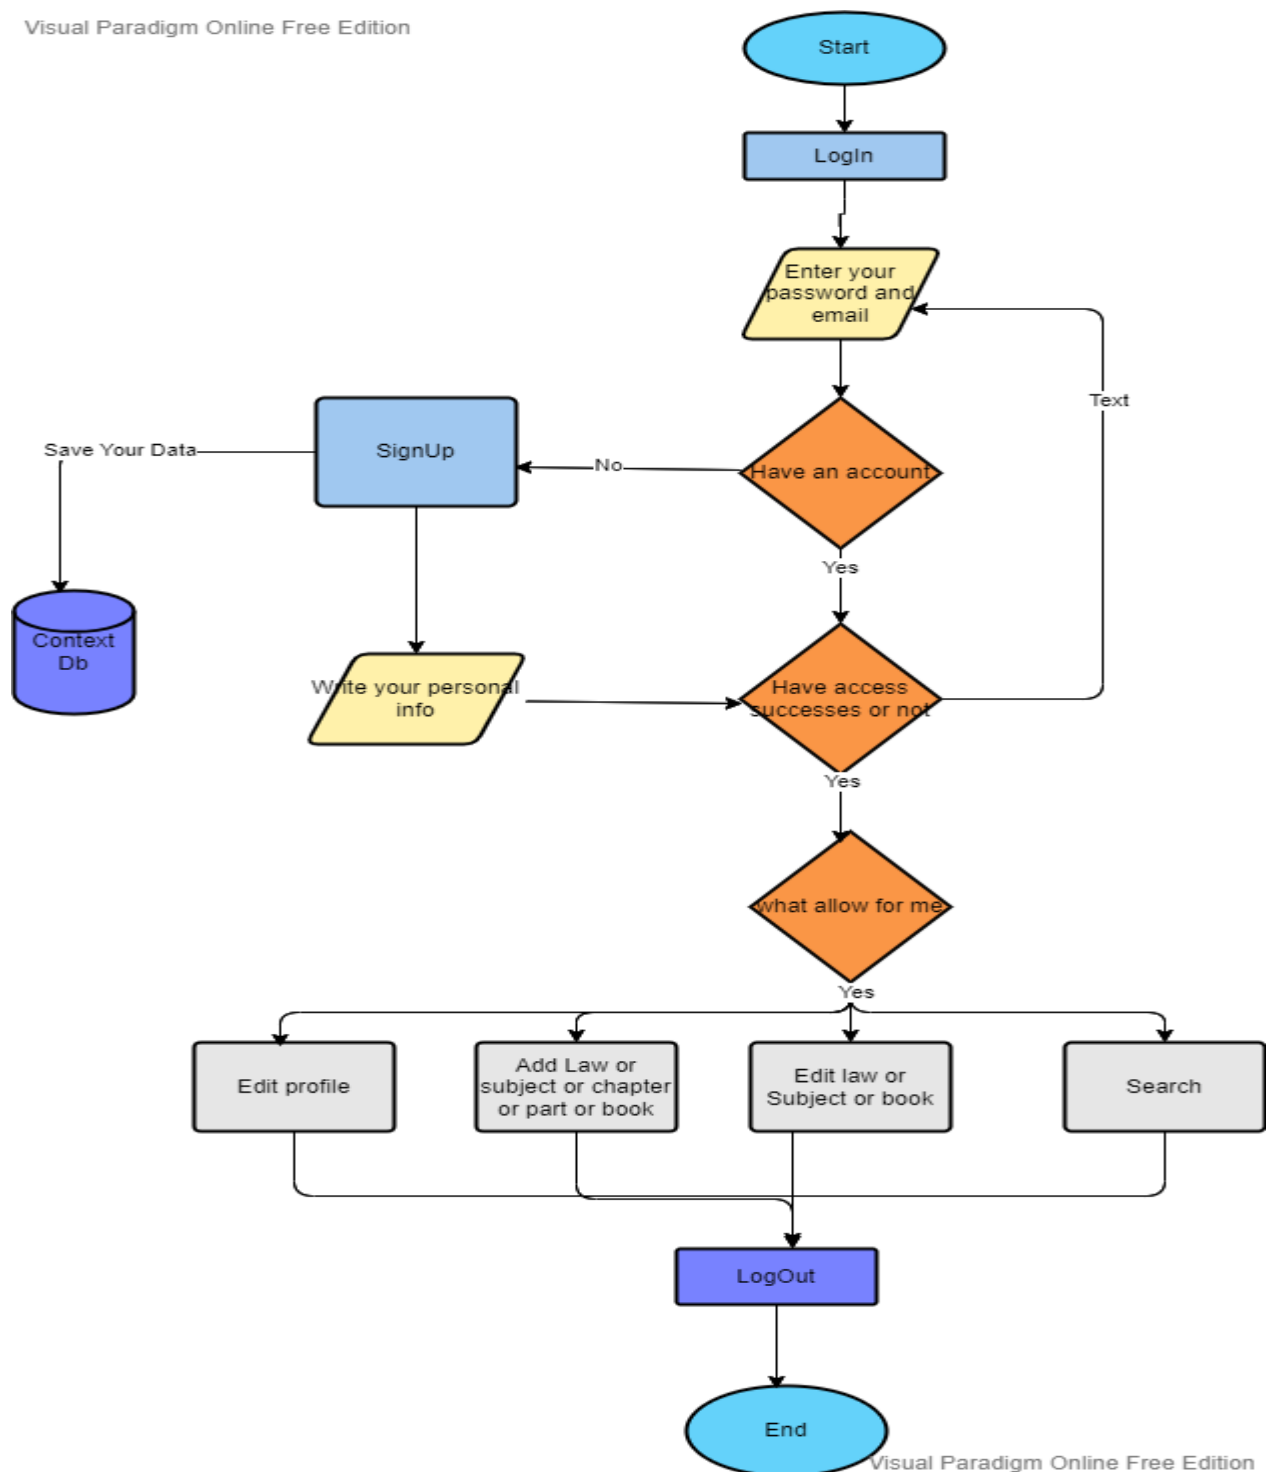 Visual Paradigm Online Free Edition
Start
LogIn
Enter your
password and
email
Text
Have an account
No
SignUp
Save Your Data
Yes
Context
Db
Write your personal
info
Have access
successes or not
Yes
what allow for me
Yes
Edit profile
Add Law or
subject or chapter
or part or book
Edit law or
Subject or book
Search
LogOut
End
Visual Paradigm Online Free Edition